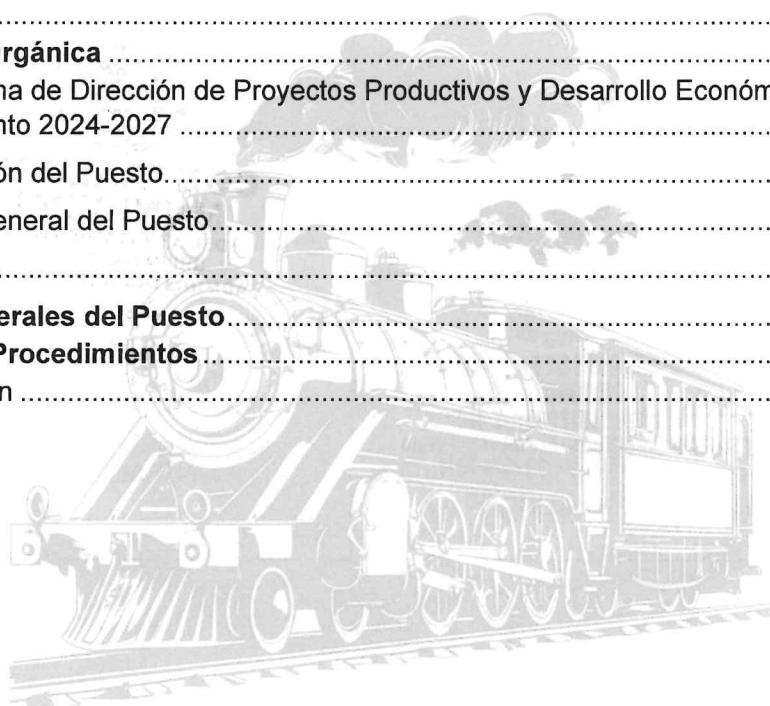 ...........................................................................
rgánica ...........................................................................
na de Dirección de Proyectos Productivos y Desarrollo Económ
nto 2024-2027 ...........................................................................
ón del Puesto...........................................................................
eneral del Puesto...........................................................................
...........................................................................
erales del Puesto...........................................................................
Procedimientos ...........................................................................
n ...........................................................................